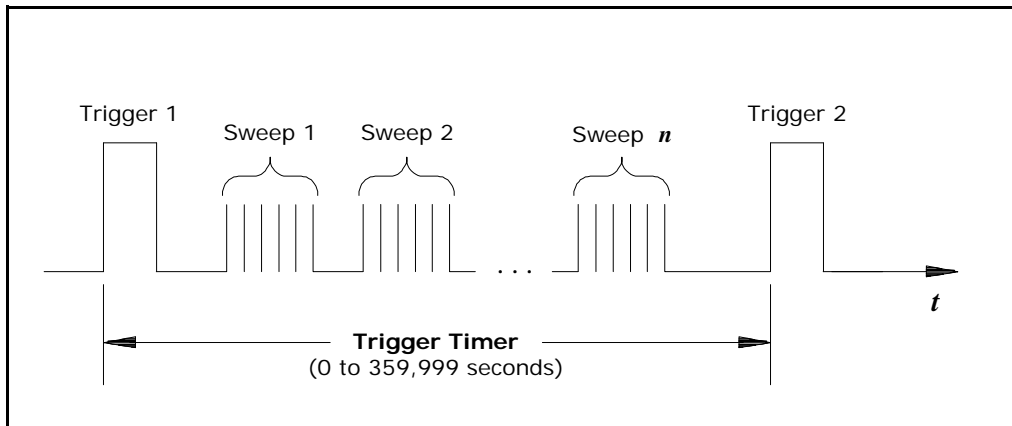 Trigger 1
Sweep 1
Sweep 2
Sweep n
Trigger 2
. . .
t
Trigger Timer
(0 to 359,999 seconds)